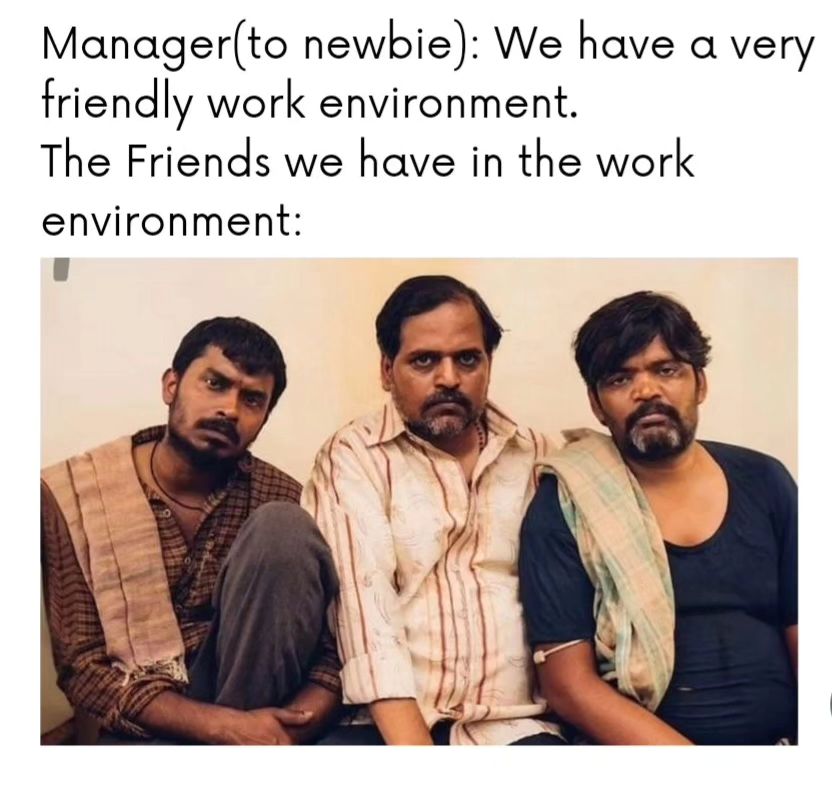 Manager(to newbie): We have a very
friendly work environment.
The Friends we have in the work
environment: